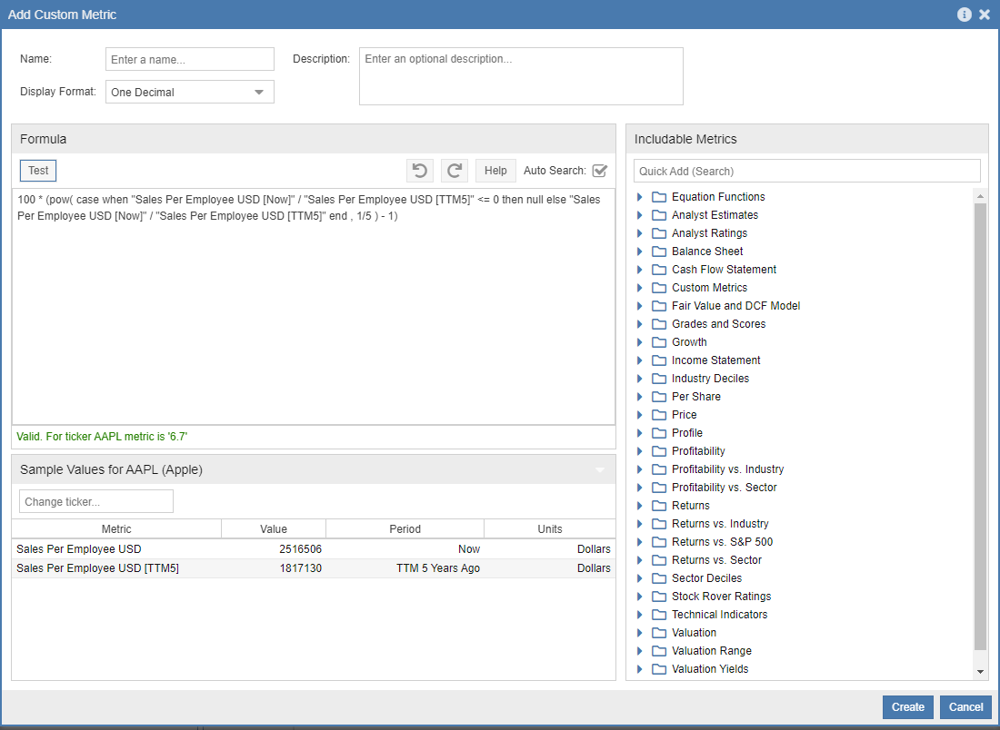 Add Custom Metric
Name:
Enter a name...
Description:
Enter an optional description...
Display Format:
One Decimal
Formula
Test
Help
Auto Search:
100 * (pow( case when "Sales Per Employee USD [Now]" / "Sales Per Employee USD [TTM5]" <= 0 then null else "Sales
Per Employee USD [Now]" / "Sales Per Employee USD [TTM5]" end , 1/5 ) - 1)
Valid. For ticker AAPL metric is '6.7'
Sample Values for AAPL (Apple)
Change ticker...
Metric Value Period Units
Sales Per Employee USD 2516506 Now Dollars
Sales Per Employee USD [TTM5] 1817130 TTM 5 Years Ago Dollars
Includable Metrics
Quick Add (Search)
Equation Functions
Analyst Estimates
Analyst Ratings
Balance Sheet
Cash Flow Statement
Custom Metrics
Fair Value and DCF Model
Grades and Scores
Growth
Income Statement
Industry Deciles
Per Share
Price
Profile
Profitability
Profitability vs. Industry
Profitability vs. Sector
Returns
Returns vs. Industry
Returns vs. S&P 500
Returns vs. Sector
Sector Deciles
Stock Rover Ratings
Technical Indicators
Valuation
Valuation Range
Valuation Yields
Create
Cancel